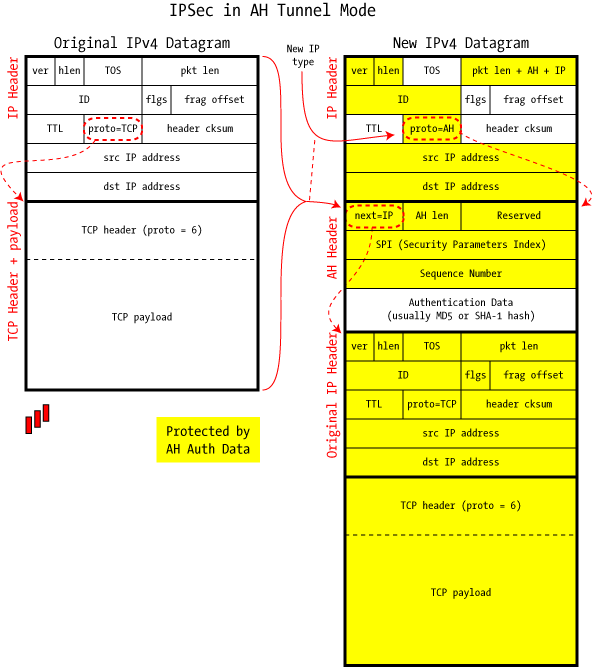 IPSec in AH Tunnel Mode
Original IPv4 Datagram
IP Header
ver hlen TOS pkt len
ID flgs frag offset
TTL proto=TCP header cksum
src IP address
dst IP address
TCP Header + payload
TCP header (proto = 6)
TCP payload
Protected by
AH Auth Data
New IP
type
New IPv4 Datagram
IP Header
ver hlen TOS pkt len + AH + IP
ID flgs frag offset
TTL proto=AH header cksum
src IP address
dst IP address
AH Header
next=IP AH len Reserved
SPI (Security Parameters Index)
Sequence Number
Authentication Data
(usually MD5 or SHA-1 hash)
Original IP Header
ver hlen TOS pkt len
ID flgs frag offset
TTL proto=TCP header cksum
src IP address
dst IP address
TCP header (proto = 6)
TCP payload